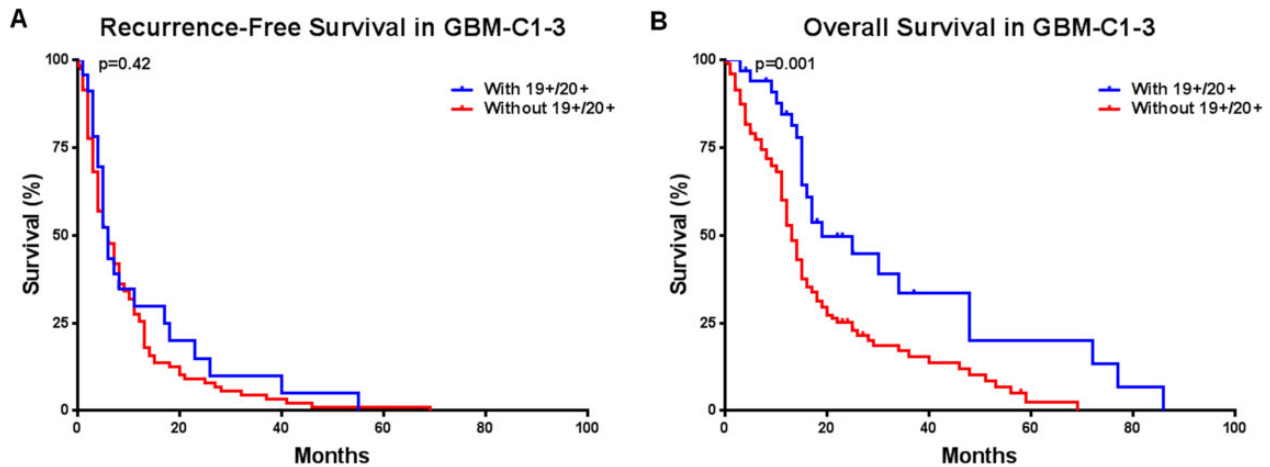 A
Recurrence-Free Survival in GBM-C1-3
p=0.42
With 19+/20+
Without 19+/20+
100
75
50
25
0
Survival (%)
0 20 40 60 80 100
Months
B
Overall Survival in GBM-C1-3
p=0.001
With 19+/20+
Without 19+/20+
100
75
50
25
0
Survival (%)
0 20 40 60 80 100
Months